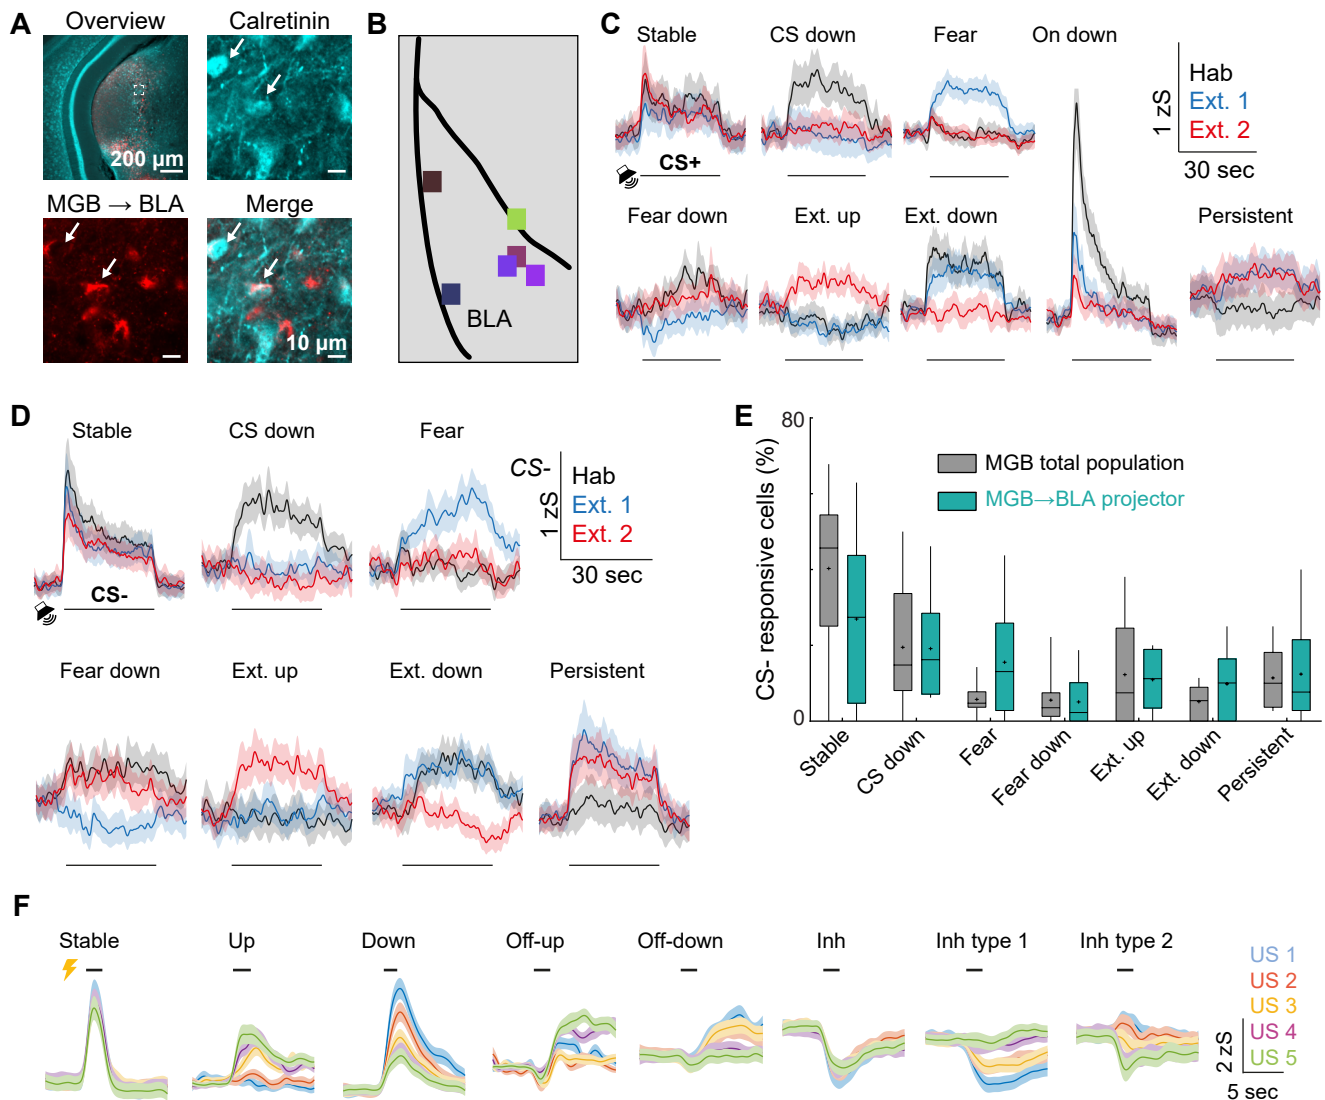 A
Overview
Calretinin
200 µm
MGB → BLA
Merge
10 µm
B
BLA
C
Stable
CS down
Fear
On down
1 zS
Hab
Ext. 1
Ext. 2
30 sec
CS+
Fear down
Ext. up
Ext. down
Persistent
D
Stable
CS down
Fear
CS-
1 zS
Hab
Ext. 1
Ext. 2
30 sec
CS-
Fear down
Ext. up
Ext. down
Persistent
E
80
0
CS- responsive cells (%)
MGB total population
MGB→BLA projector
Stable
CS down
Fear
Fear down
Ext. up
Ext. down
Persistent
F
Stable
Up
Down
Off-up
Off-down
Inh
Inh type 1
Inh type 2
US 1
US 2
US 3
US 4
US 5
2 zS
5 sec